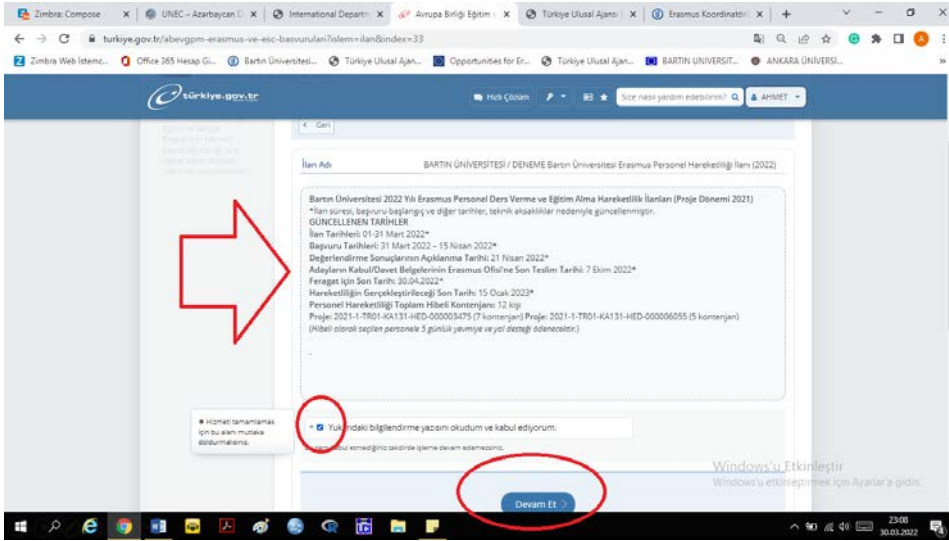 Zimbra: Compose
UNEC – Azərbaycan D
International Departm
Avrupa Birliği Eğitim v
Türkiye Ulusal Ajansı
Erasmus Koordinatör
turkiye.gov.tr/abevgpm-erasmus-ve-esc-basvurulari?islem=ilan&index=33
Zimbra Web İstemc...
Office 365 Hesap Gi...
Bartın Üniversitesi...
Türkiye Ulusal Ajan...
Opportunities for Er...
Türkiye Ulusal Ajan...
BARTIN UNIVERSIT...
ANKARA ÜNİVERSİ...
türkiye.gov.tr
Hızlı Çözüm
Size nasıl yardım edebilirim?
AHMET
Geri
İlan Adı
BARTIN ÜNİVERSİTESİ / DENEME Bartın Üniversitesi Erasmus Personel Hareketliliği İlanı (2022)
Bartın Üniversitesi 2022 Yılı Erasmus Personel Ders Verme ve Eğitim Alma Hareketlilik İlanları (Proje Dönemi 2021)
*İlan süresi, başvuru başlangıç ve diğer tarihler, teknik aksaklıklar nedeniyle güncellenmiştir.
GÜNCELLENEN TARİHLER
İlan Tarihleri: 01-31 Mart 2022*
Başvuru Tarihleri: 31 Mart 2022 – 15 Nisan 2022*
Değerlendirme Sonuçlarının Açıklanma Tarihi: 21 Nisan 2022*
Adayların Kabul/Davet Belgelerinin Erasmus Ofisi'ne Son Teslim Tarihi: 7 Ekim 2022*
Feragat için Son Tarih: 30.04.2022*
Hareketliliğin Gerçekleştirileceği Son Tarih: 15 Ocak 2023*
Personel Hareketliliği Toplam Hibeli Kontenjanı: 12 kişi
Proje: 2021-1-TR01-KA131-HED-000003475 (7 kontenjan) Proje: 2021-1-TR01-KA131-HED-000006055 (5 kontenjan)
(Hibeli olarak seçilen personele 5 günlük yevmiye ve yol desteği ödenecektir.)
Hizmeti tamamlamak
için bu alanı mutlaka
doldurmalısınız.
* Yukarıdaki bilgilendirme yazısını okudum ve kabul ediyorum.
kabul etmediğiniz takdirde işleme devam edemezsiniz.
Devam Et
Windows'u Etkinleştir
Windows'u etkinleştirmek için Ayarlar'a gidin.
23:08
30.03.2022